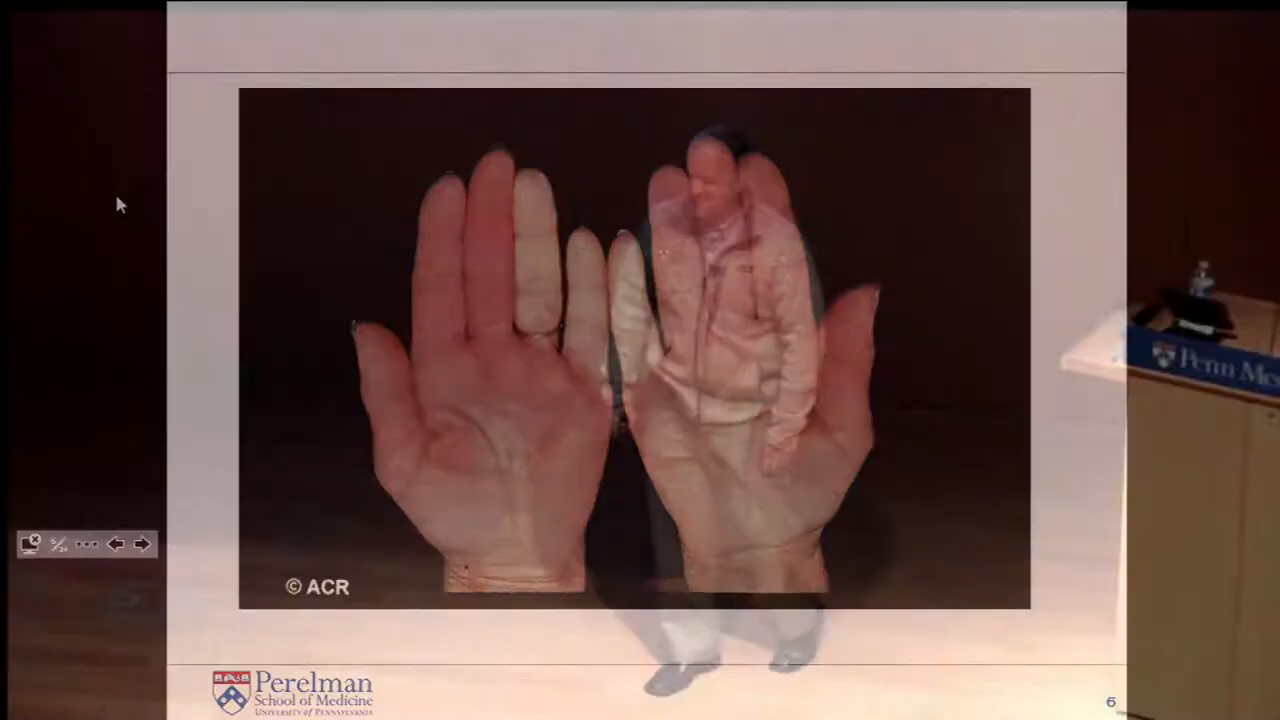 Penn Me
© ACR
Perelman
School of Medicine
UNIVERSITY of PENNSYLVANIA
6